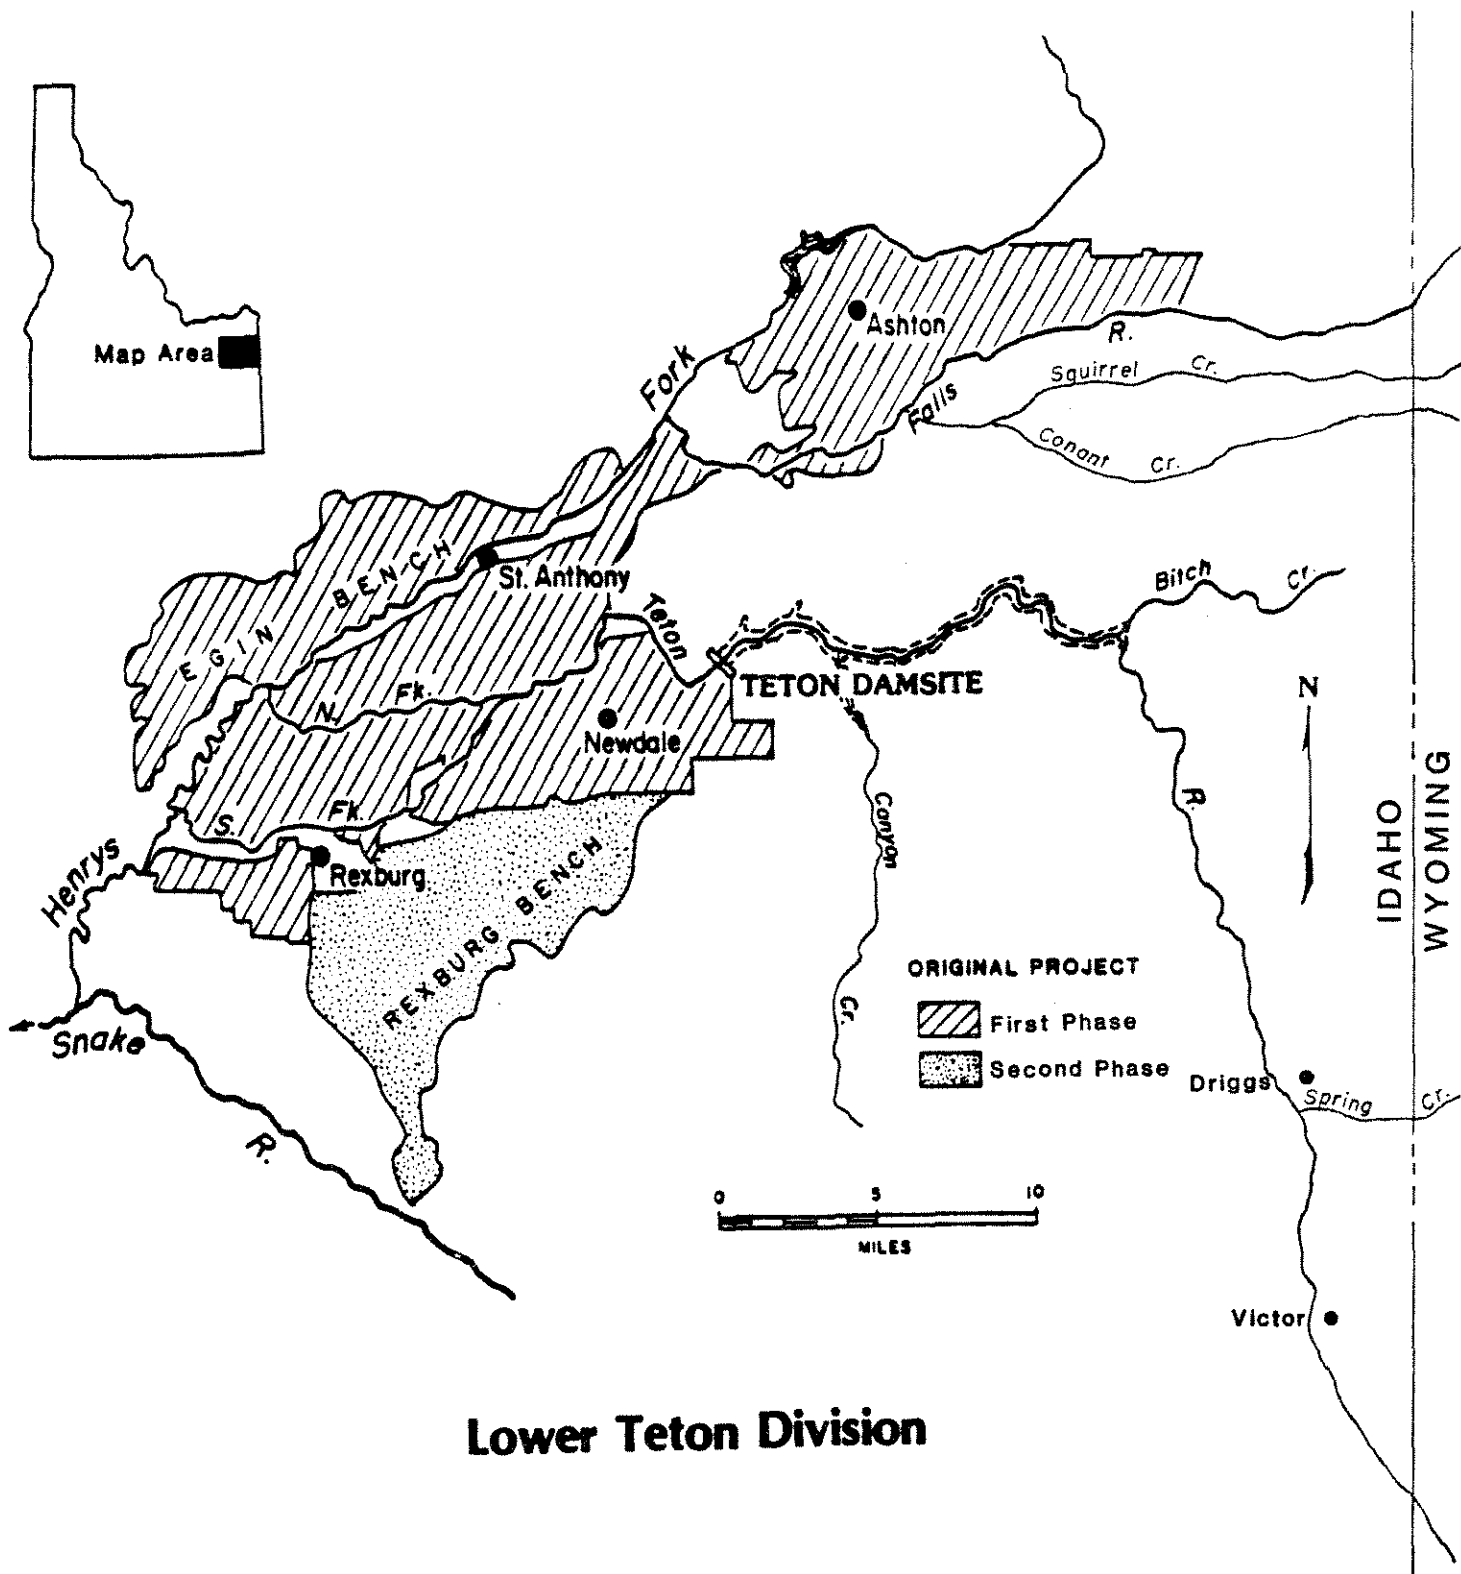 Map Area
Ashton
R.
Squirrel Cr.
Fork
Falls
Conant Cr.
EGIN BENCH
St. Anthony
Teton
Bitch Cr.
TETON DAMSITE
N. Fk.
Newdale
N
Canyon Cr.
R.
IDAHO
WYOMING
S. Fk.
Henrys
Rexburg
REXBURG BENCH
ORIGINAL PROJECT
First Phase
Second Phase
Snake R.
Driggs
Spring Cr.
0 5 10
MILES
Victor
Lower Teton Division